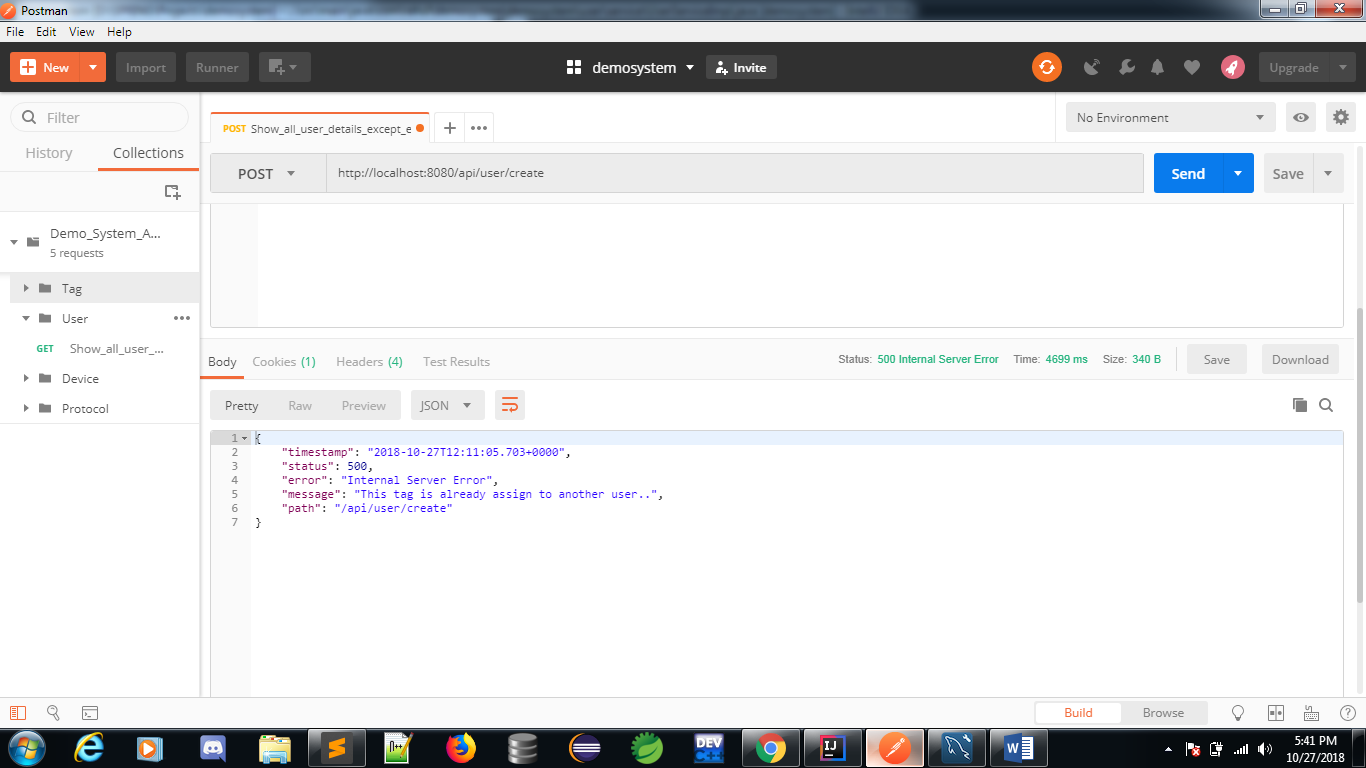 Postman
File Edit View Help
New Import Runner demosystem Invite Upgrade
Filter
History Collections
Demo_System_A...
5 requests
Tag
User
GET Show_all_user_...
Device
Protocol
POST Show_all_user_details_except_e
No Environment
POST http://localhost:8080/api/user/create Send Save
Body Cookies (1) Headers (4) Test Results Status: 500 Internal Server Error Time: 4699 ms Size: 340 B Save Download
Pretty Raw Preview JSON
1 {
2 "timestamp": "2018-10-27T12:11:05.703+0000",
3 "status": 500,
4 "error": "Internal Server Error",
5 "message": "This tag is already assign to another user..",
6 "path": "/api/user/create"
7 }
Build Browse
N++ DEV C++ IJ W
5:41 PM
10/27/2018